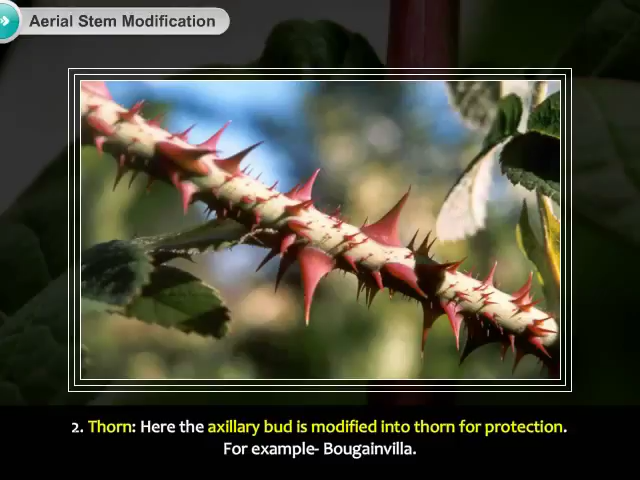 Aerial Stem Modification
2. Thorn: Here the axillary bud is modified into thorn for protection.
For example- Bougainvilla.